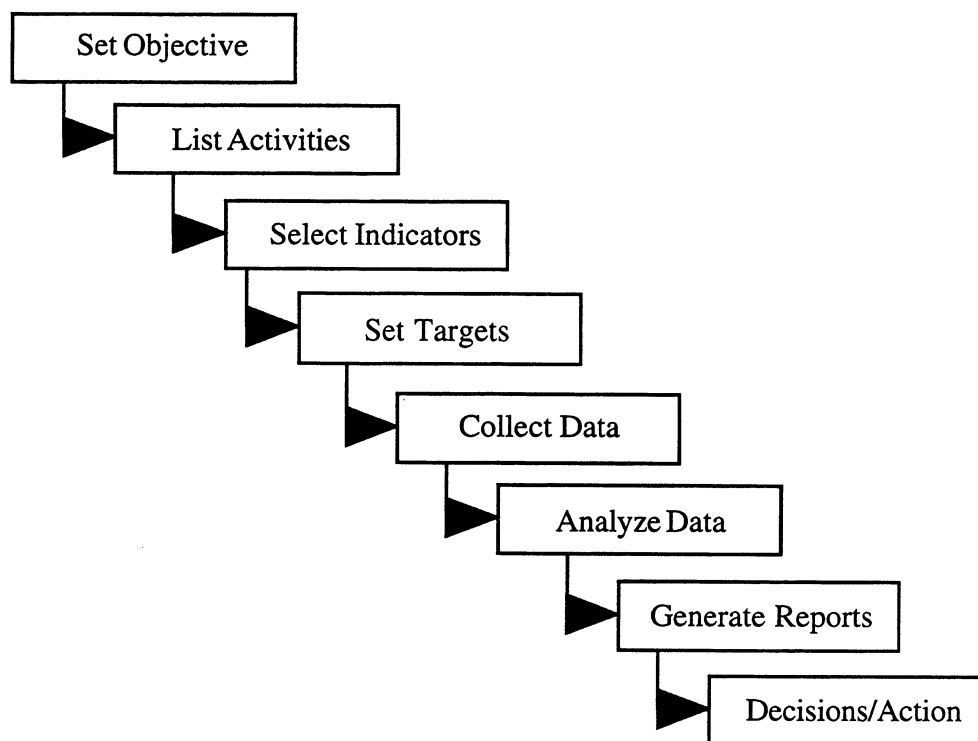 Set Objective
List Activities
Select Indicators
Set Targets
Collect Data
Analyze Data
Generate Reports
Decisions/Action